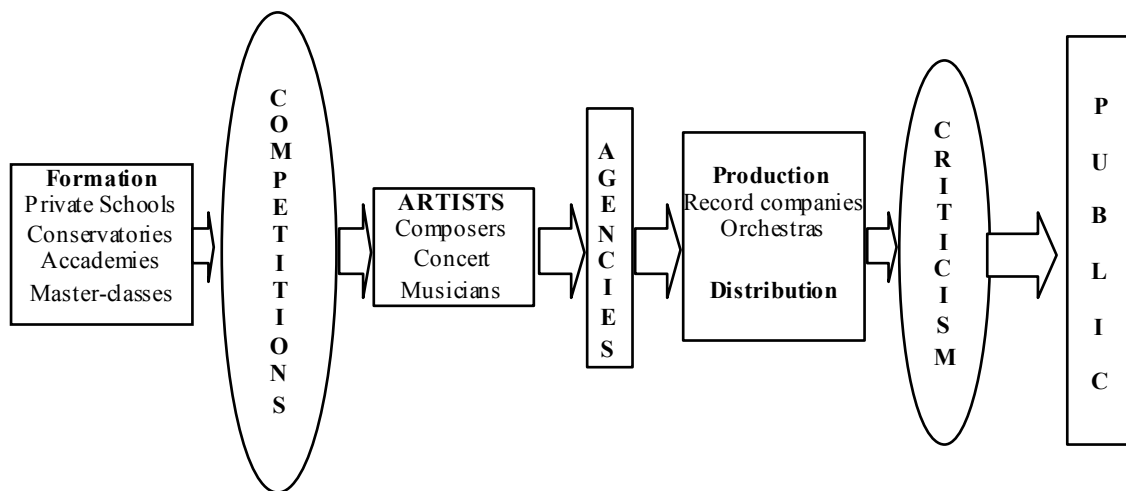 Formation
Private Schools
Conservatories
Accademies
Master-classes
COMPETITIONS
ARTISTS
Composers
Concert
Musicians
AGENCIES
Production
Record companies
Orchestras
Distribution
CRITICISM
PUBLIC